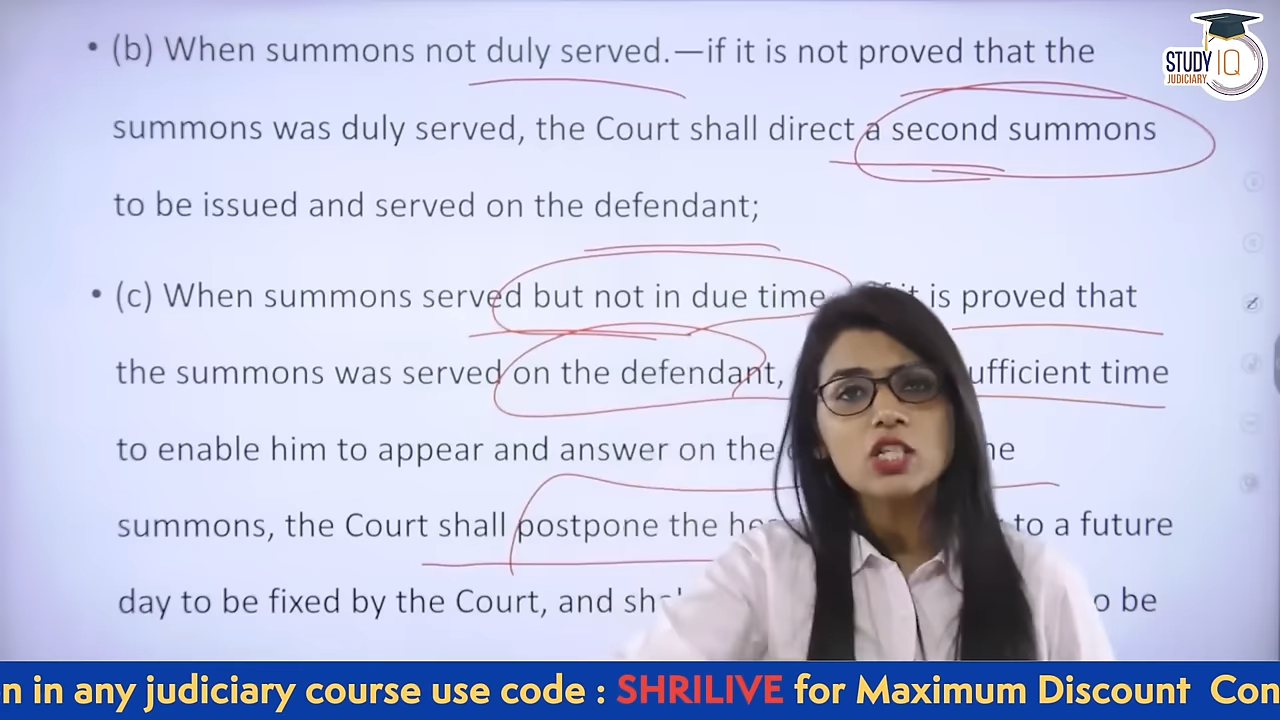 • (b) When summons not duly served.—if it is not proved that the
summons was duly served, the Court shall direct a second summons
to be issued and served on the defendant;
• (c) When summons served but not in due time is proved that
the summons was served on the defendant, ufficient time
to enable him to appear and answer on the
summons, the Court shall postpone the to a future
day to be fixed by the Court, and o be
STUDY IQ
JUDICIARY
n in any judiciary course use code : SHRILIVE for Maximum Discount Con